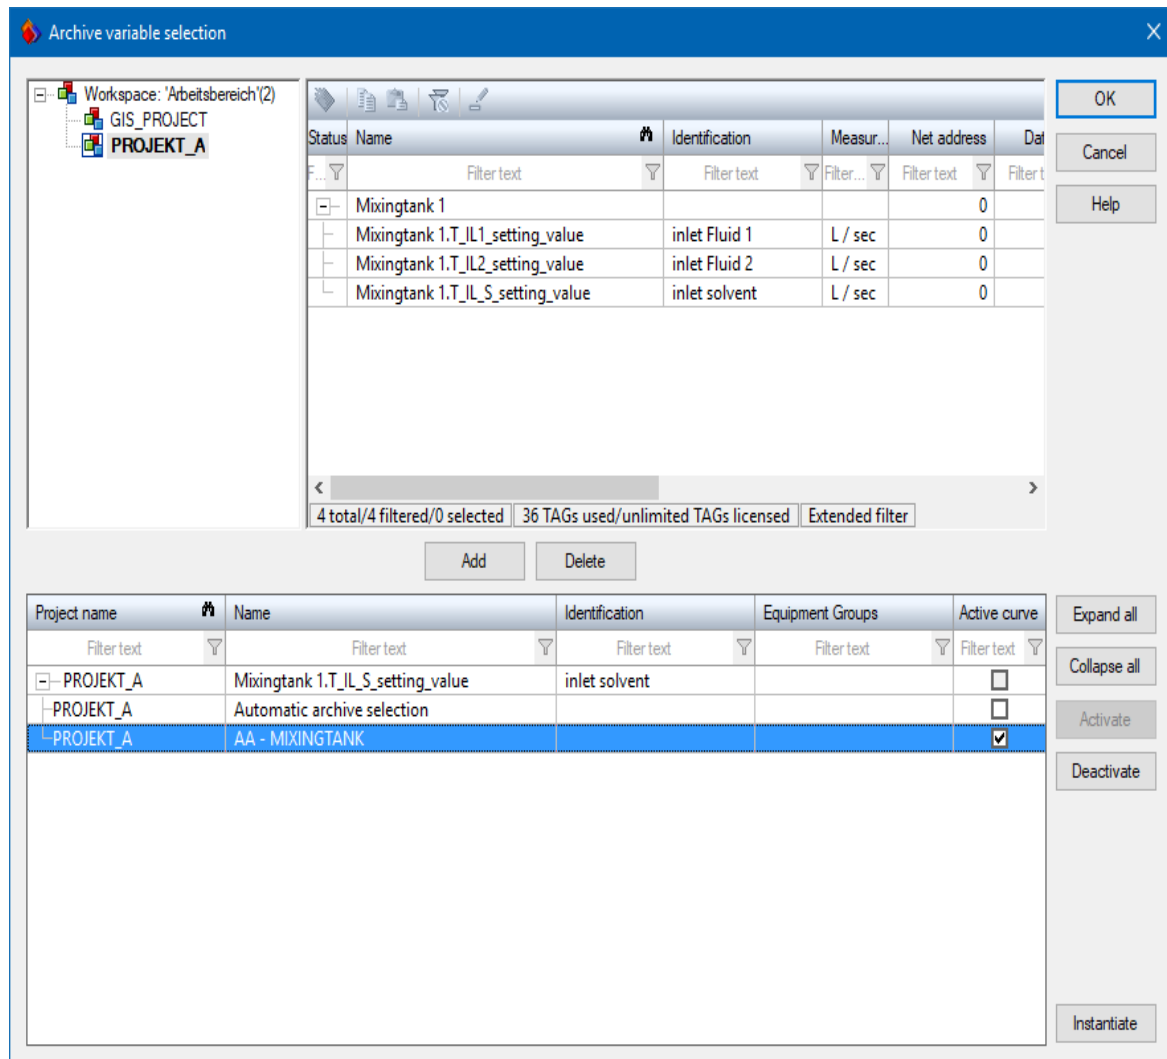 Archive variable selection
Workspace: 'Arbeitsbereich'(2)
GIS_PROJECT
PROJEKT_A
Status Name Identification Measur... Net address Dat
F... Filter text Filter text Filter... Filter text Filter t
Mixingtank 1 0
Mixingtank 1.T_IL1_setting_value inlet Fluid 1 L / sec 0
Mixingtank 1.T_IL2_setting_value inlet Fluid 2 L / sec 0
Mixingtank 1.T_IL_S_setting_value inlet solvent L / sec 0
4 total/4 filtered/0 selected 36 TAGs used/unlimited TAGs licensed Extended filter
OK
Cancel
Help
Add Delete
Project name Name Identification Equipment Groups Active curve
Filter text Filter text Filter text Filter text Filter text
PROJEKT_A Mixingtank 1.T_IL_S_setting_value inlet solvent
PROJEKT_A Automatic archive selection
PROJEKT_A AA - MIXINGTANK
Expand all
Collapse all
Activate
Deactivate
Instantiate